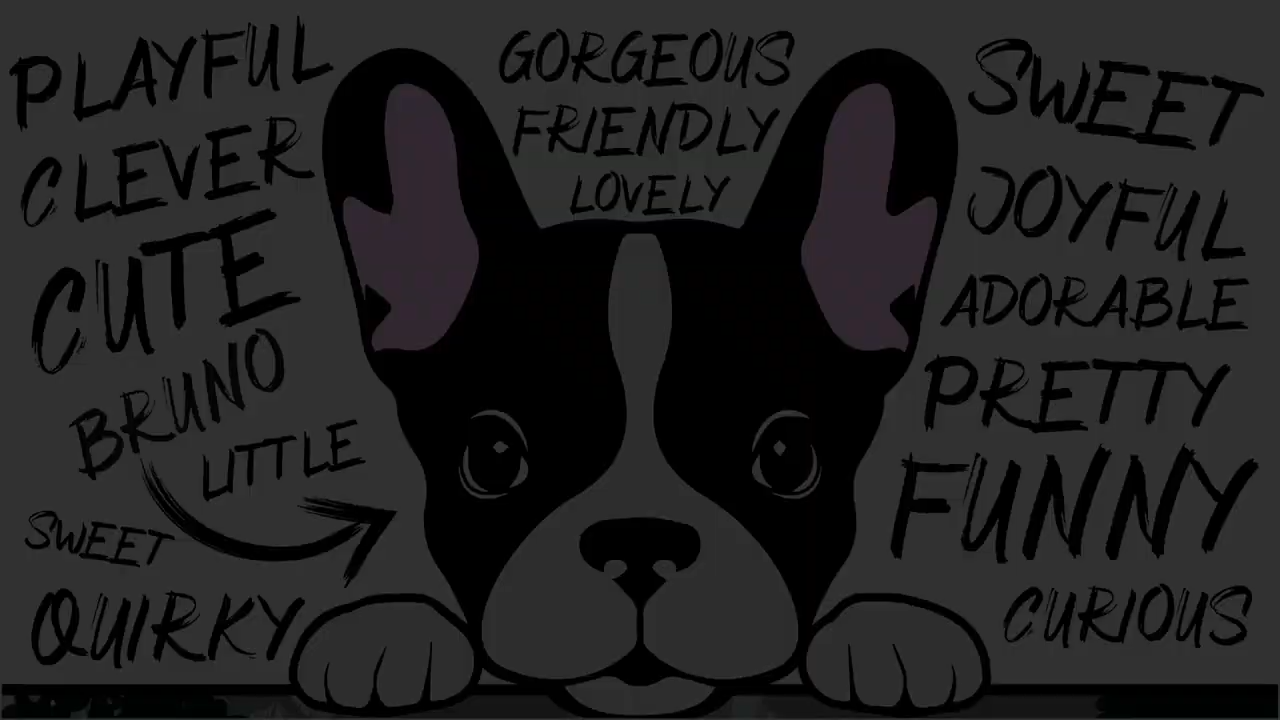 PLAYFUL
CLEVER
CUTE
BRUNO
LITTLE
SWEET
QUIRKY
GORGEOUS
FRIENDLY
LOVELY
SWEET
JOYFUL
ADORABLE
PRETTY
FUNNY
CURIOUS